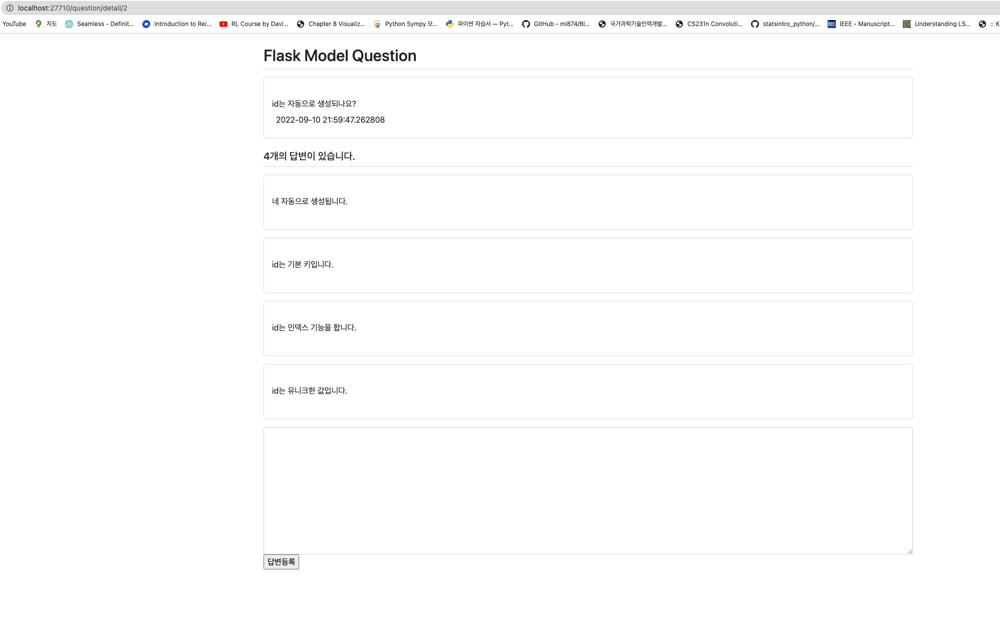 localhost:27710/question/detail/2
YouTube 지도 Seamless - Definit... Introduction to Rei... RL Course by Davi... Chapter 8 Visualiz... Python Sympy 모... 파이썬 자습서 — Pyt... GitHub - ml874/Bl... 국가과학기술인력개발... CS231n Convoluti... statsintro_python/... IEEE IEEE - Manuscript... Understanding LS... :: K
Flask Model Question
id는 자동으로 생성되나요?
2022-09-10 21:59:47.262808
4개의 답변이 있습니다.
네 자동으로 생성됩니다.
id는 기본 키입니다.
id는 인덱스 기능을 합니다.
id는 유니크한 값입니다.
답변등록